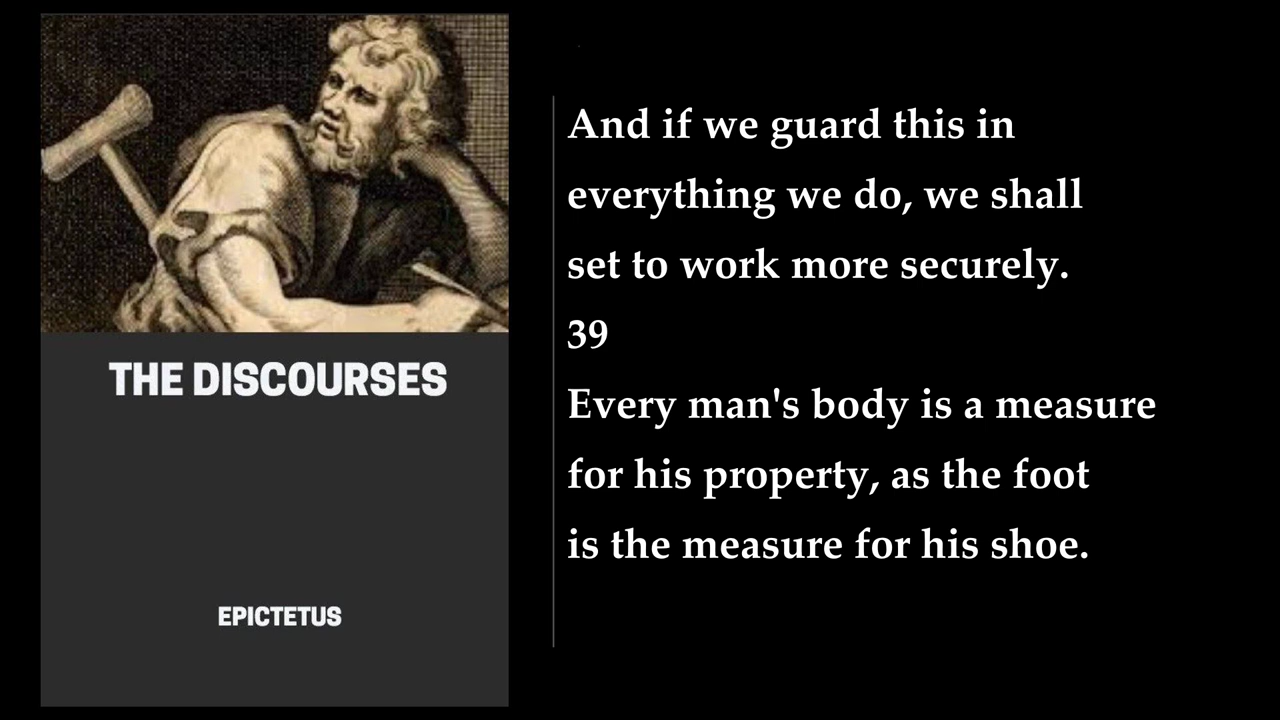 THE DISCOURSES
EPICTETUS
And if we guard this in
everything we do, we shall
set to work more securely.
39
Every man's body is a measure
for his property, as the foot
is the measure for his shoe.